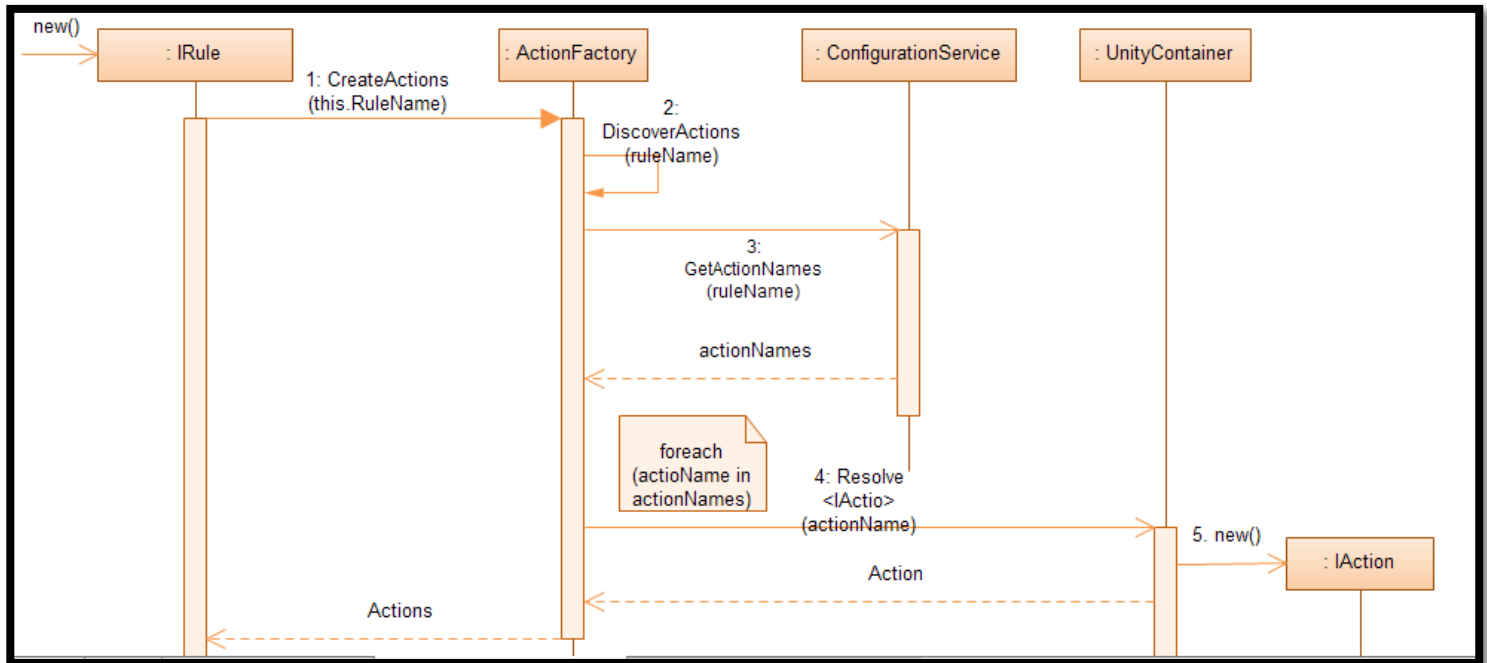 new()
: IRule
: ActionFactory
: ConfigurationService
: UnityContainer
1: CreateActions
(this.RuleName)
2:
DiscoverActions
(ruleName)
3:
GetActionNames
(ruleName)
actionNames
foreach
(actioName in
actionNames)
4: Resolve
<IActio>
(actionName)
5. new()
: IAction
Action
Actions